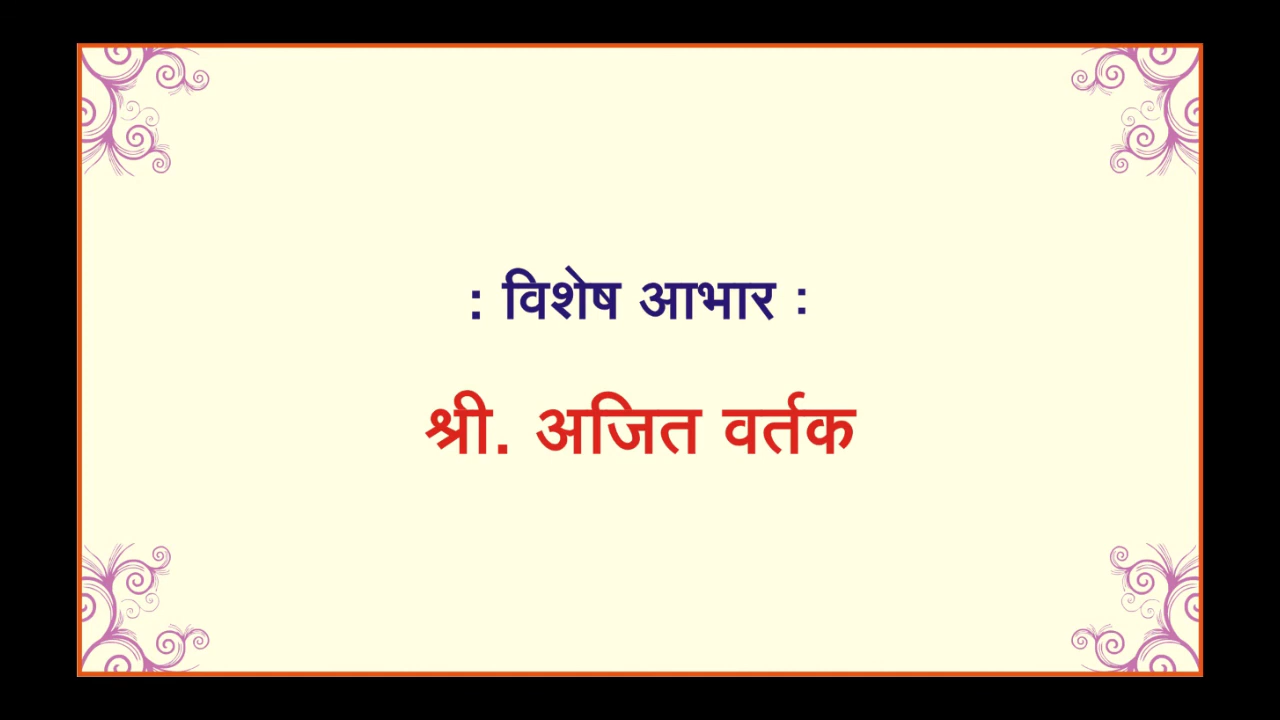 : विशेष आभार :
श्री. अजित वर्तक